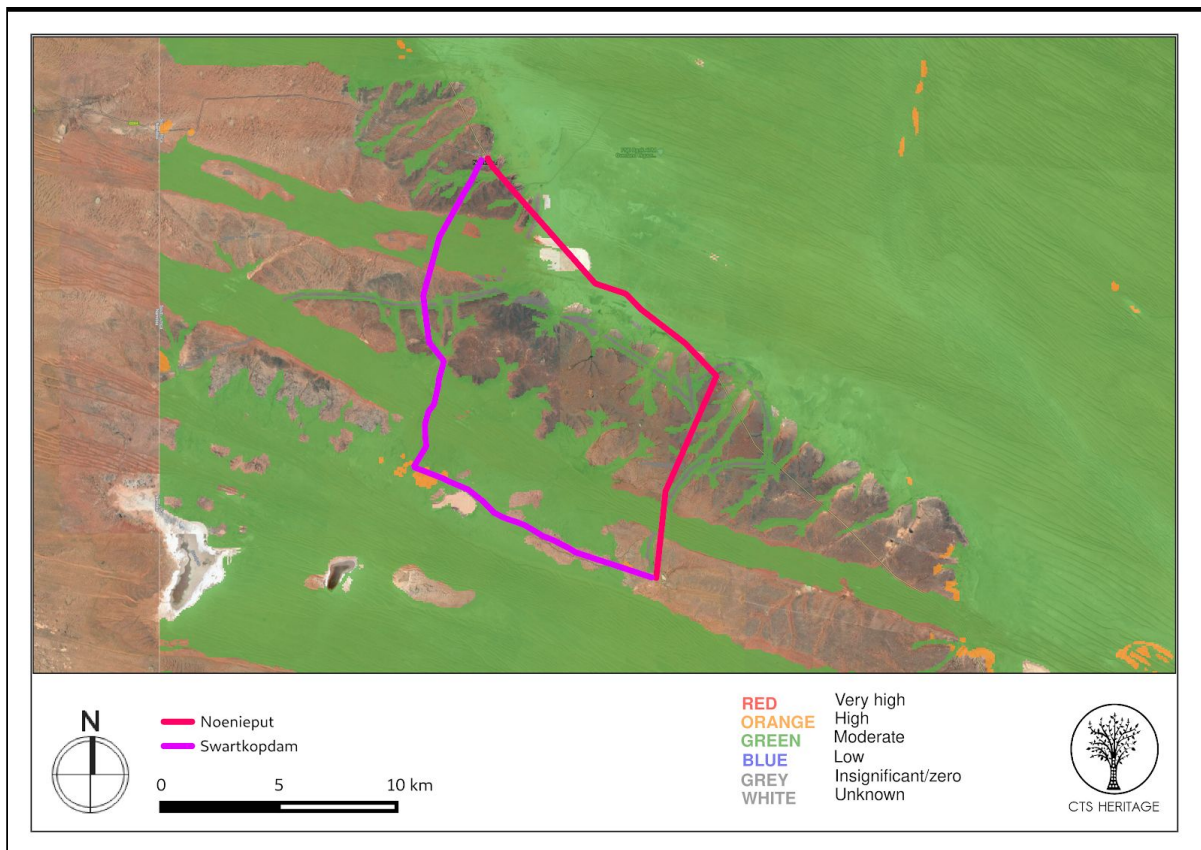 N
Noenieput
Swartkopdam
0 5 10 km
RED Very high
ORANGE High
GREEN Moderate
BLUE Low
GREY Insignificant/zero
WHITE Unknown
CTS HERITAGE